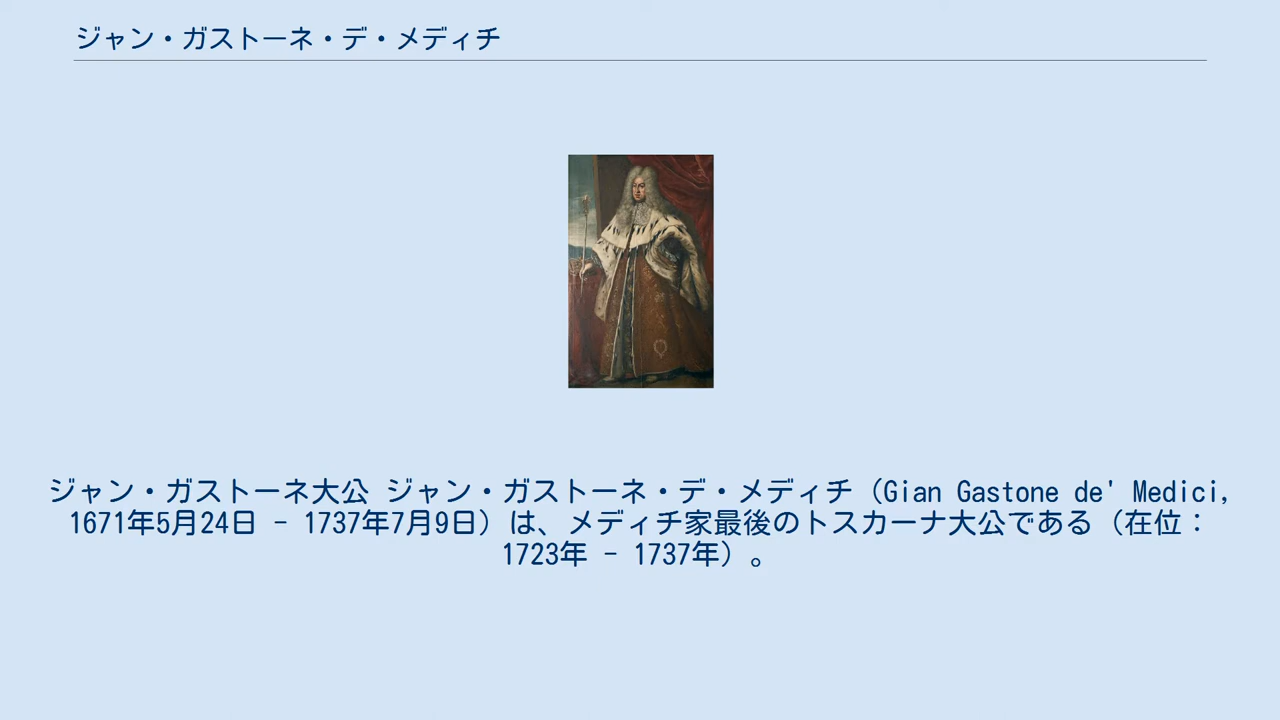 ジャン・ガストーネ・デ・メディチ
ジャン・ガストーネ大公 ジャン・ガストーネ・デ・メディチ（Gian Gastone de' Medici,
1671年5月24日 - 1737年7月9日）は、メディチ家最後のトスカーナ大公である（在位：
1723年 - 1737年）。